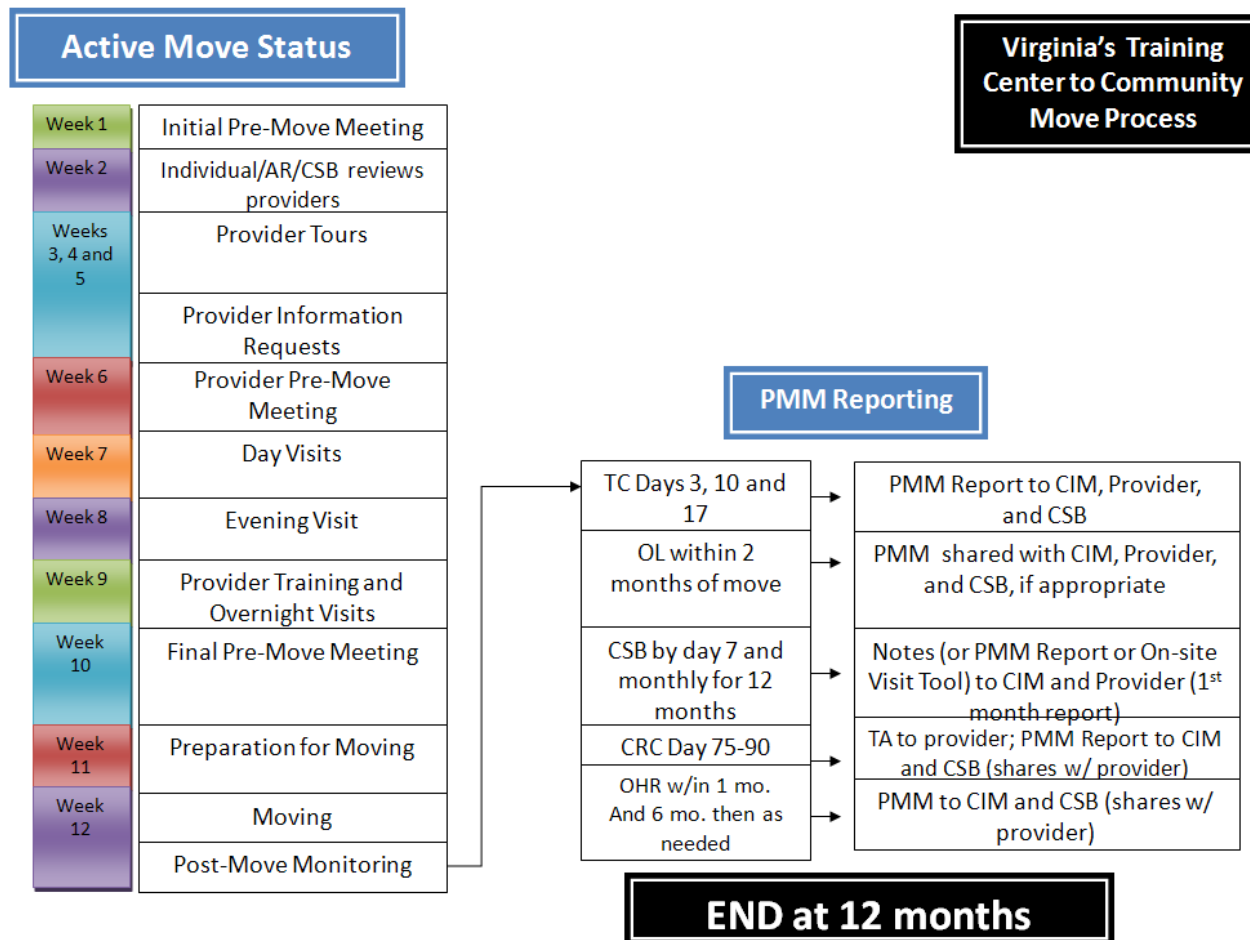 Active Move Status
Virginia's Training
Center to Community
Move Process
Week 1
Initial Pre-Move Meeting
Week 2
Individual/AR/CSB reviews
providers
Weeks
3, 4 and
5
Provider Tours
Provider Information
Requests
Week 6
Provider Pre-Move
Meeting
Week 7
Day Visits
Week 8
Evening Visit
Week 9
Provider Training and
Overnight Visits
Week
10
Final Pre-Move Meeting
Week
11
Preparation for Moving
Week
12
Moving
Post-Move Monitoring
PMM Reporting
TC Days 3, 10 and
17
PMM Report to CIM, Provider,
and CSB
OL within 2
months of move
PMM shared with CIM, Provider,
and CSB, if appropriate
CSB by day 7 and
monthly for 12
months
Notes (or PMM Report or On-site
Visit Tool) to CIM and Provider (1st
month report)
CRC Day 75-90
TA to provider; PMM Report to CIM
and CSB (shares w/ provider)
OHR w/in 1 mo.
And 6 mo. then as
needed
PMM to CIM and CSB (shares w/
provider)
END at 12 months